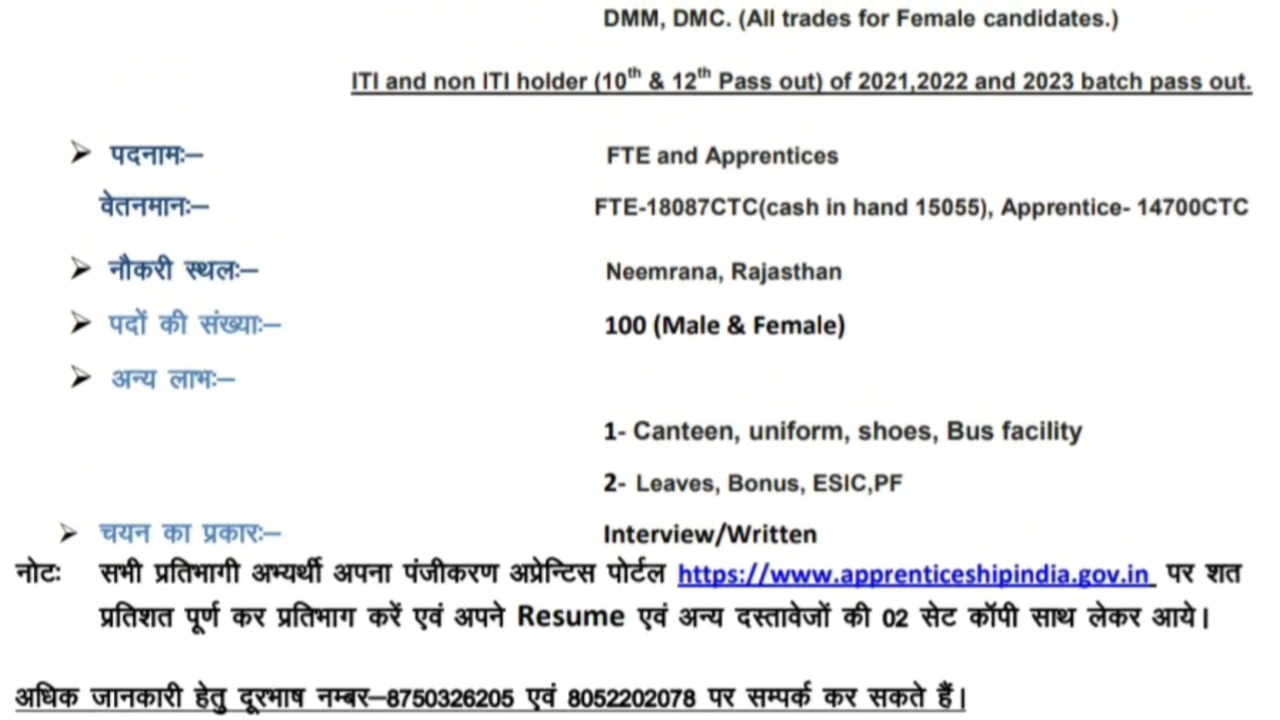 DMM, DMC. (All trades for Female candidates.)
ITI and non ITI holder (10th & 12th Pass out) of 2021,2022 and 2023 batch pass out.
➢ पदनामः– FTE and Apprentices
वेतनमानः– FTE-18087CTC(cash in hand 15055), Apprentice- 14700CTC
➢ नौकरी स्थलः– Neemrana, Rajasthan
➢ पदों की संख्याः– 100 (Male & Female)
➢ अन्य लाभः–
1- Canteen, uniform, shoes, Bus facility
2- Leaves, Bonus, ESIC,PF
➢ चयन का प्रकारः– Interview/Written
नोटः सभी प्रतिभागी अभ्यर्थी अपना पंजीकरण अप्रेन्टिस पोर्टल https://www.apprenticeshipindia.gov.in पर शत
प्रतिशत पूर्ण कर प्रतिभाग करें एवं अपने Resume एवं अन्य दस्तावेजों की 02 सेट कॉपी साथ लेकर आये।
अधिक जानकारी हेतु दूरभाष नम्बर–8750326205 एवं 8052202078 पर सम्पर्क कर सकते हैं।